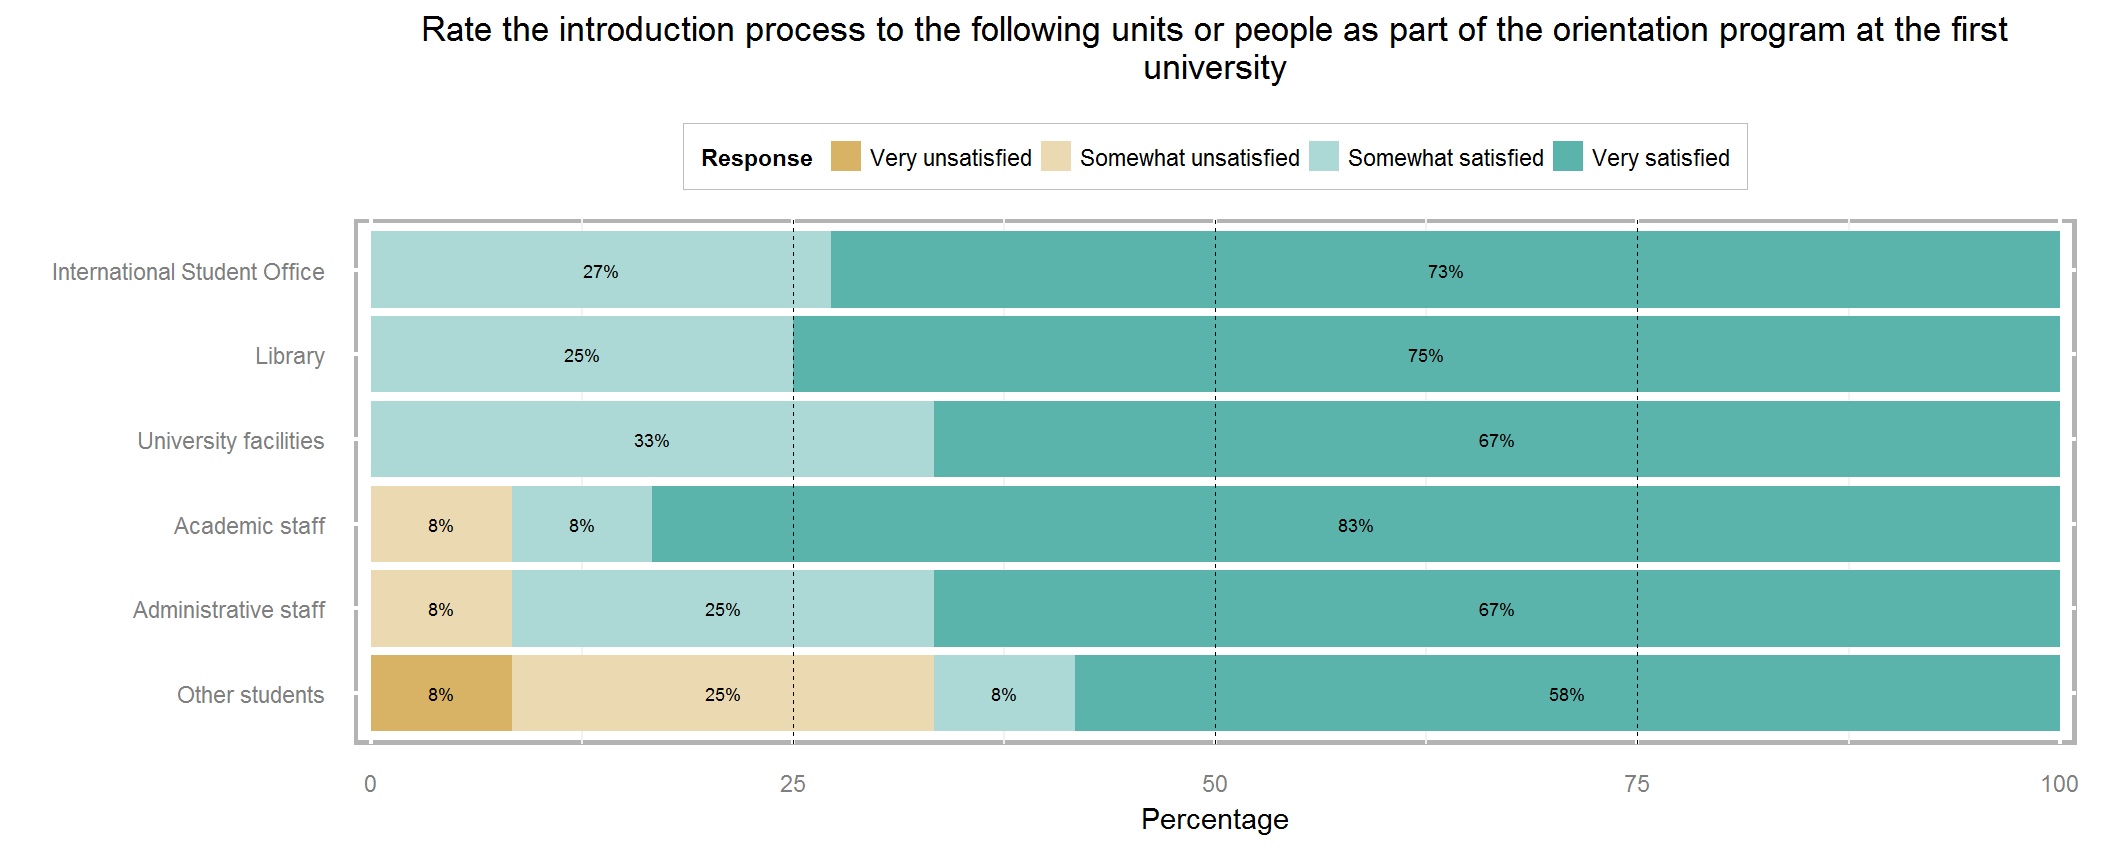 Rate the introduction process to the following units or people as part of the orientation program at the first
university
Response Very unsatisfied Somewhat unsatisfied Somewhat satisfied Very satisfied
International Student Office 27% 73%
Library 25% 75%
University facilities 33% 67%
Academic staff 8% 8% 83%
Administrative staff 8% 25% 67%
Other students 8% 25% 8% 58%
0 25 50 75 100
Percentage